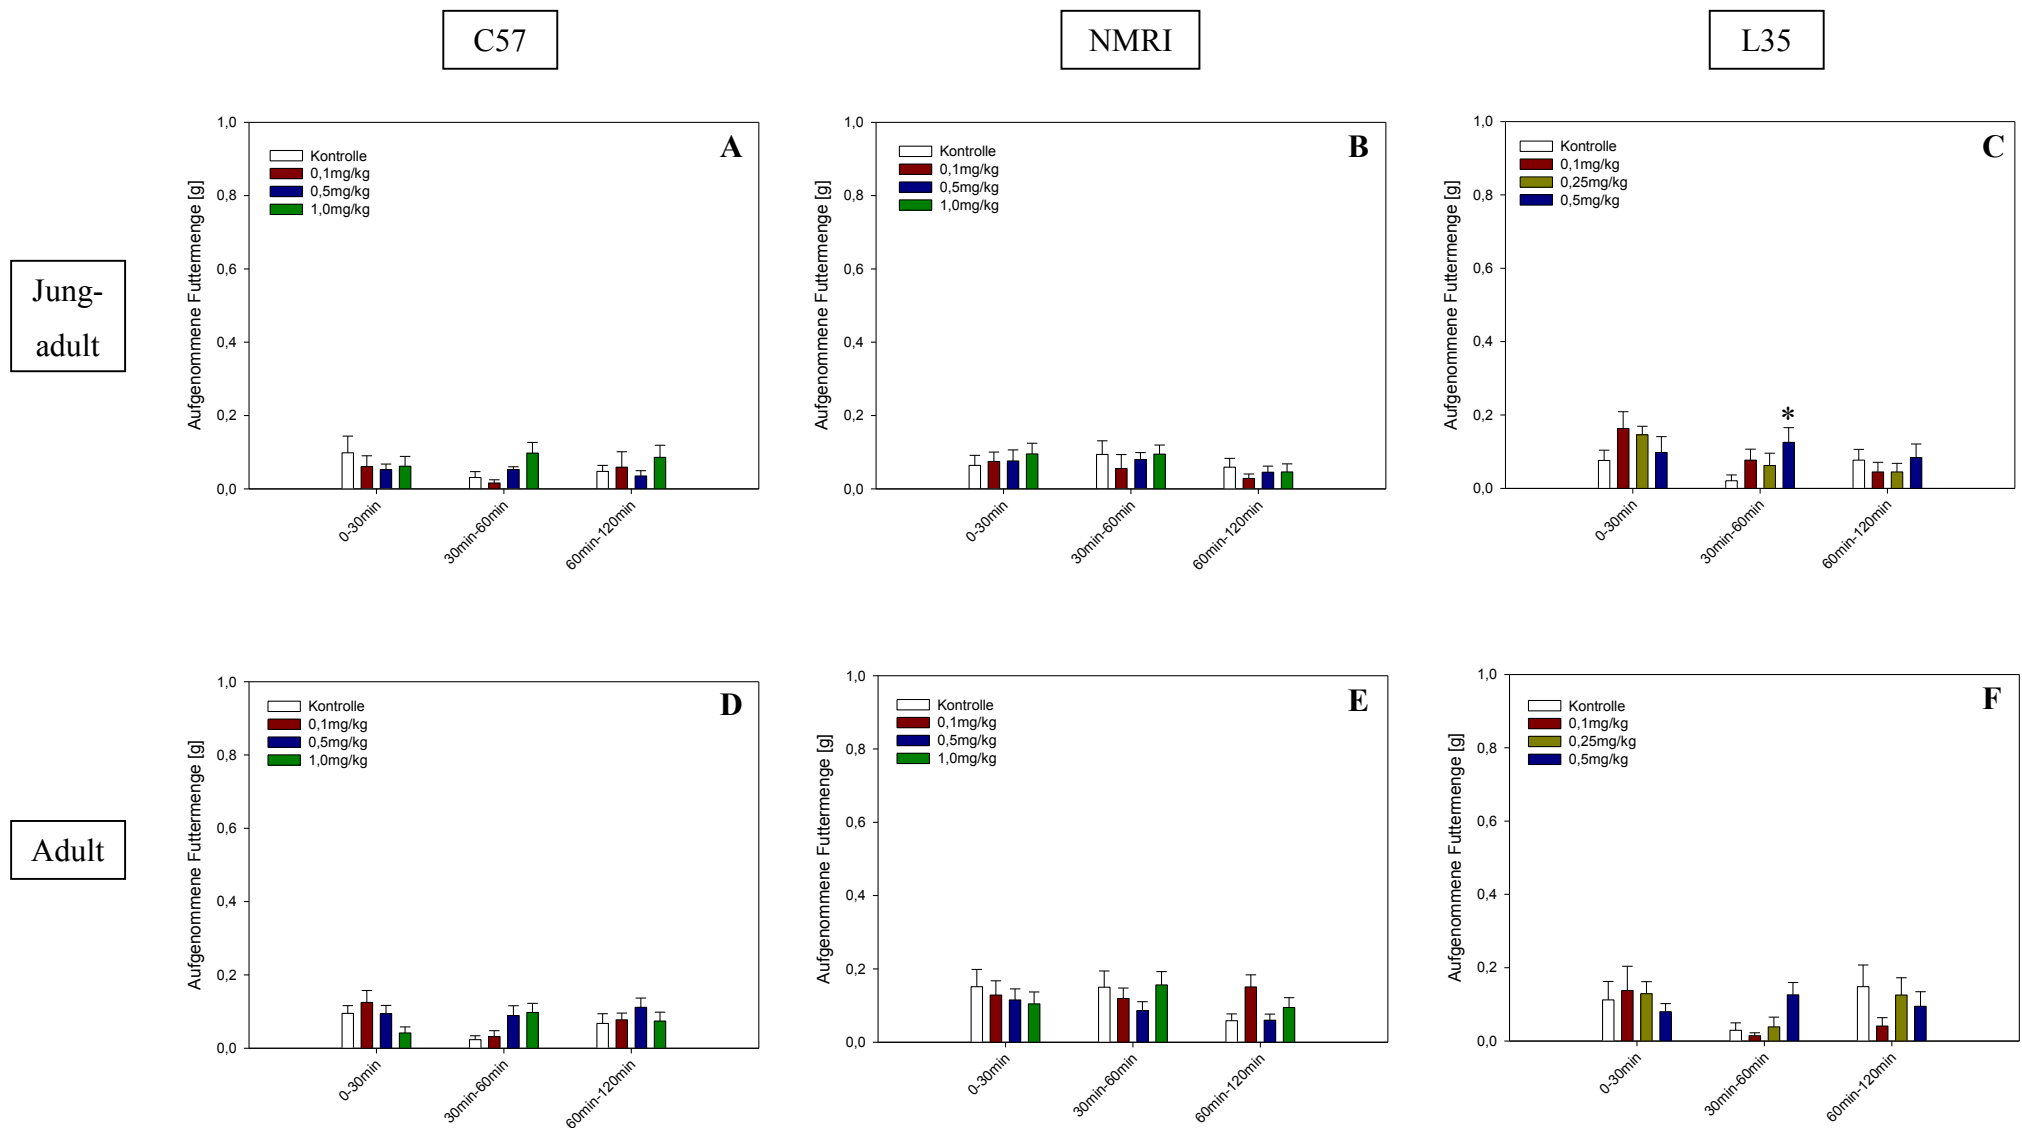 C57
NMRI
L35
Jung-
adult
Adult
A
Aufgenommene Futtermenge [g]
1,0
0,8
0,6
0,4
0,2
0,0
Kontrolle
0,1mg/kg
0,5mg/kg
1,0mg/kg
0-30min
30min-60min
60min-120min
B
Aufgenommene Futtermenge [g]
1,0
0,8
0,6
0,4
0,2
0,0
Kontrolle
0,1mg/kg
0,5mg/kg
1,0mg/kg
0-30min
30min-60min
60min-120min
C
Aufgenommene Futtermenge [g]
1,0
0,8
0,6
0,4
0,2
0,0
Kontrolle
0,1mg/kg
0,25mg/kg
0,5mg/kg
*
0-30min
30min-60min
60min-120min
D
Aufgenommene Futtermenge [g]
1,0
0,8
0,6
0,4
0,2
0,0
Kontrolle
0,1mg/kg
0,5mg/kg
1,0mg/kg
0-30min
30min-60min
60min-120min
E
Aufgenommene Futtermenge [g]
1,0
0,8
0,6
0,4
0,2
0,0
Kontrolle
0,1mg/kg
0,5mg/kg
1,0mg/kg
0-30min
30min-60min
60min-120min
F
Aufgenommene Futtermenge [g]
1,0
0,8
0,6
0,4
0,2
0,0
Kontrolle
0,1mg/kg
0,25mg/kg
0,5mg/kg
0-30min
30min-60min
60min-120min